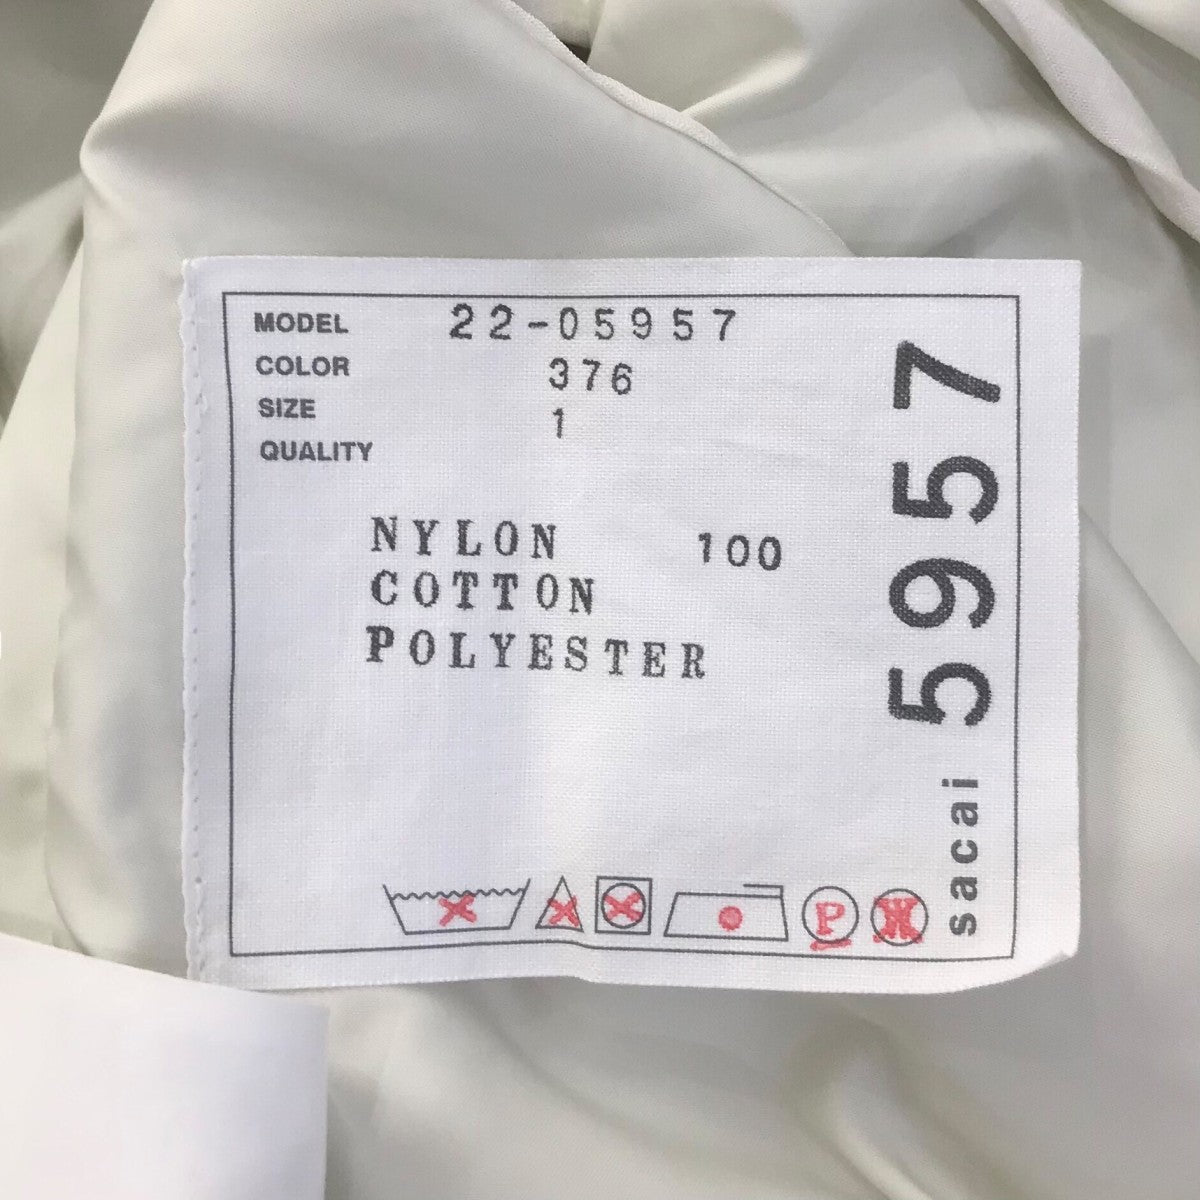 MODEL 22-05957
COLOR 376
SIZE 1
QUALITY
NYLON 100
COTTON
POLYESTER
P
W
sacai 5957